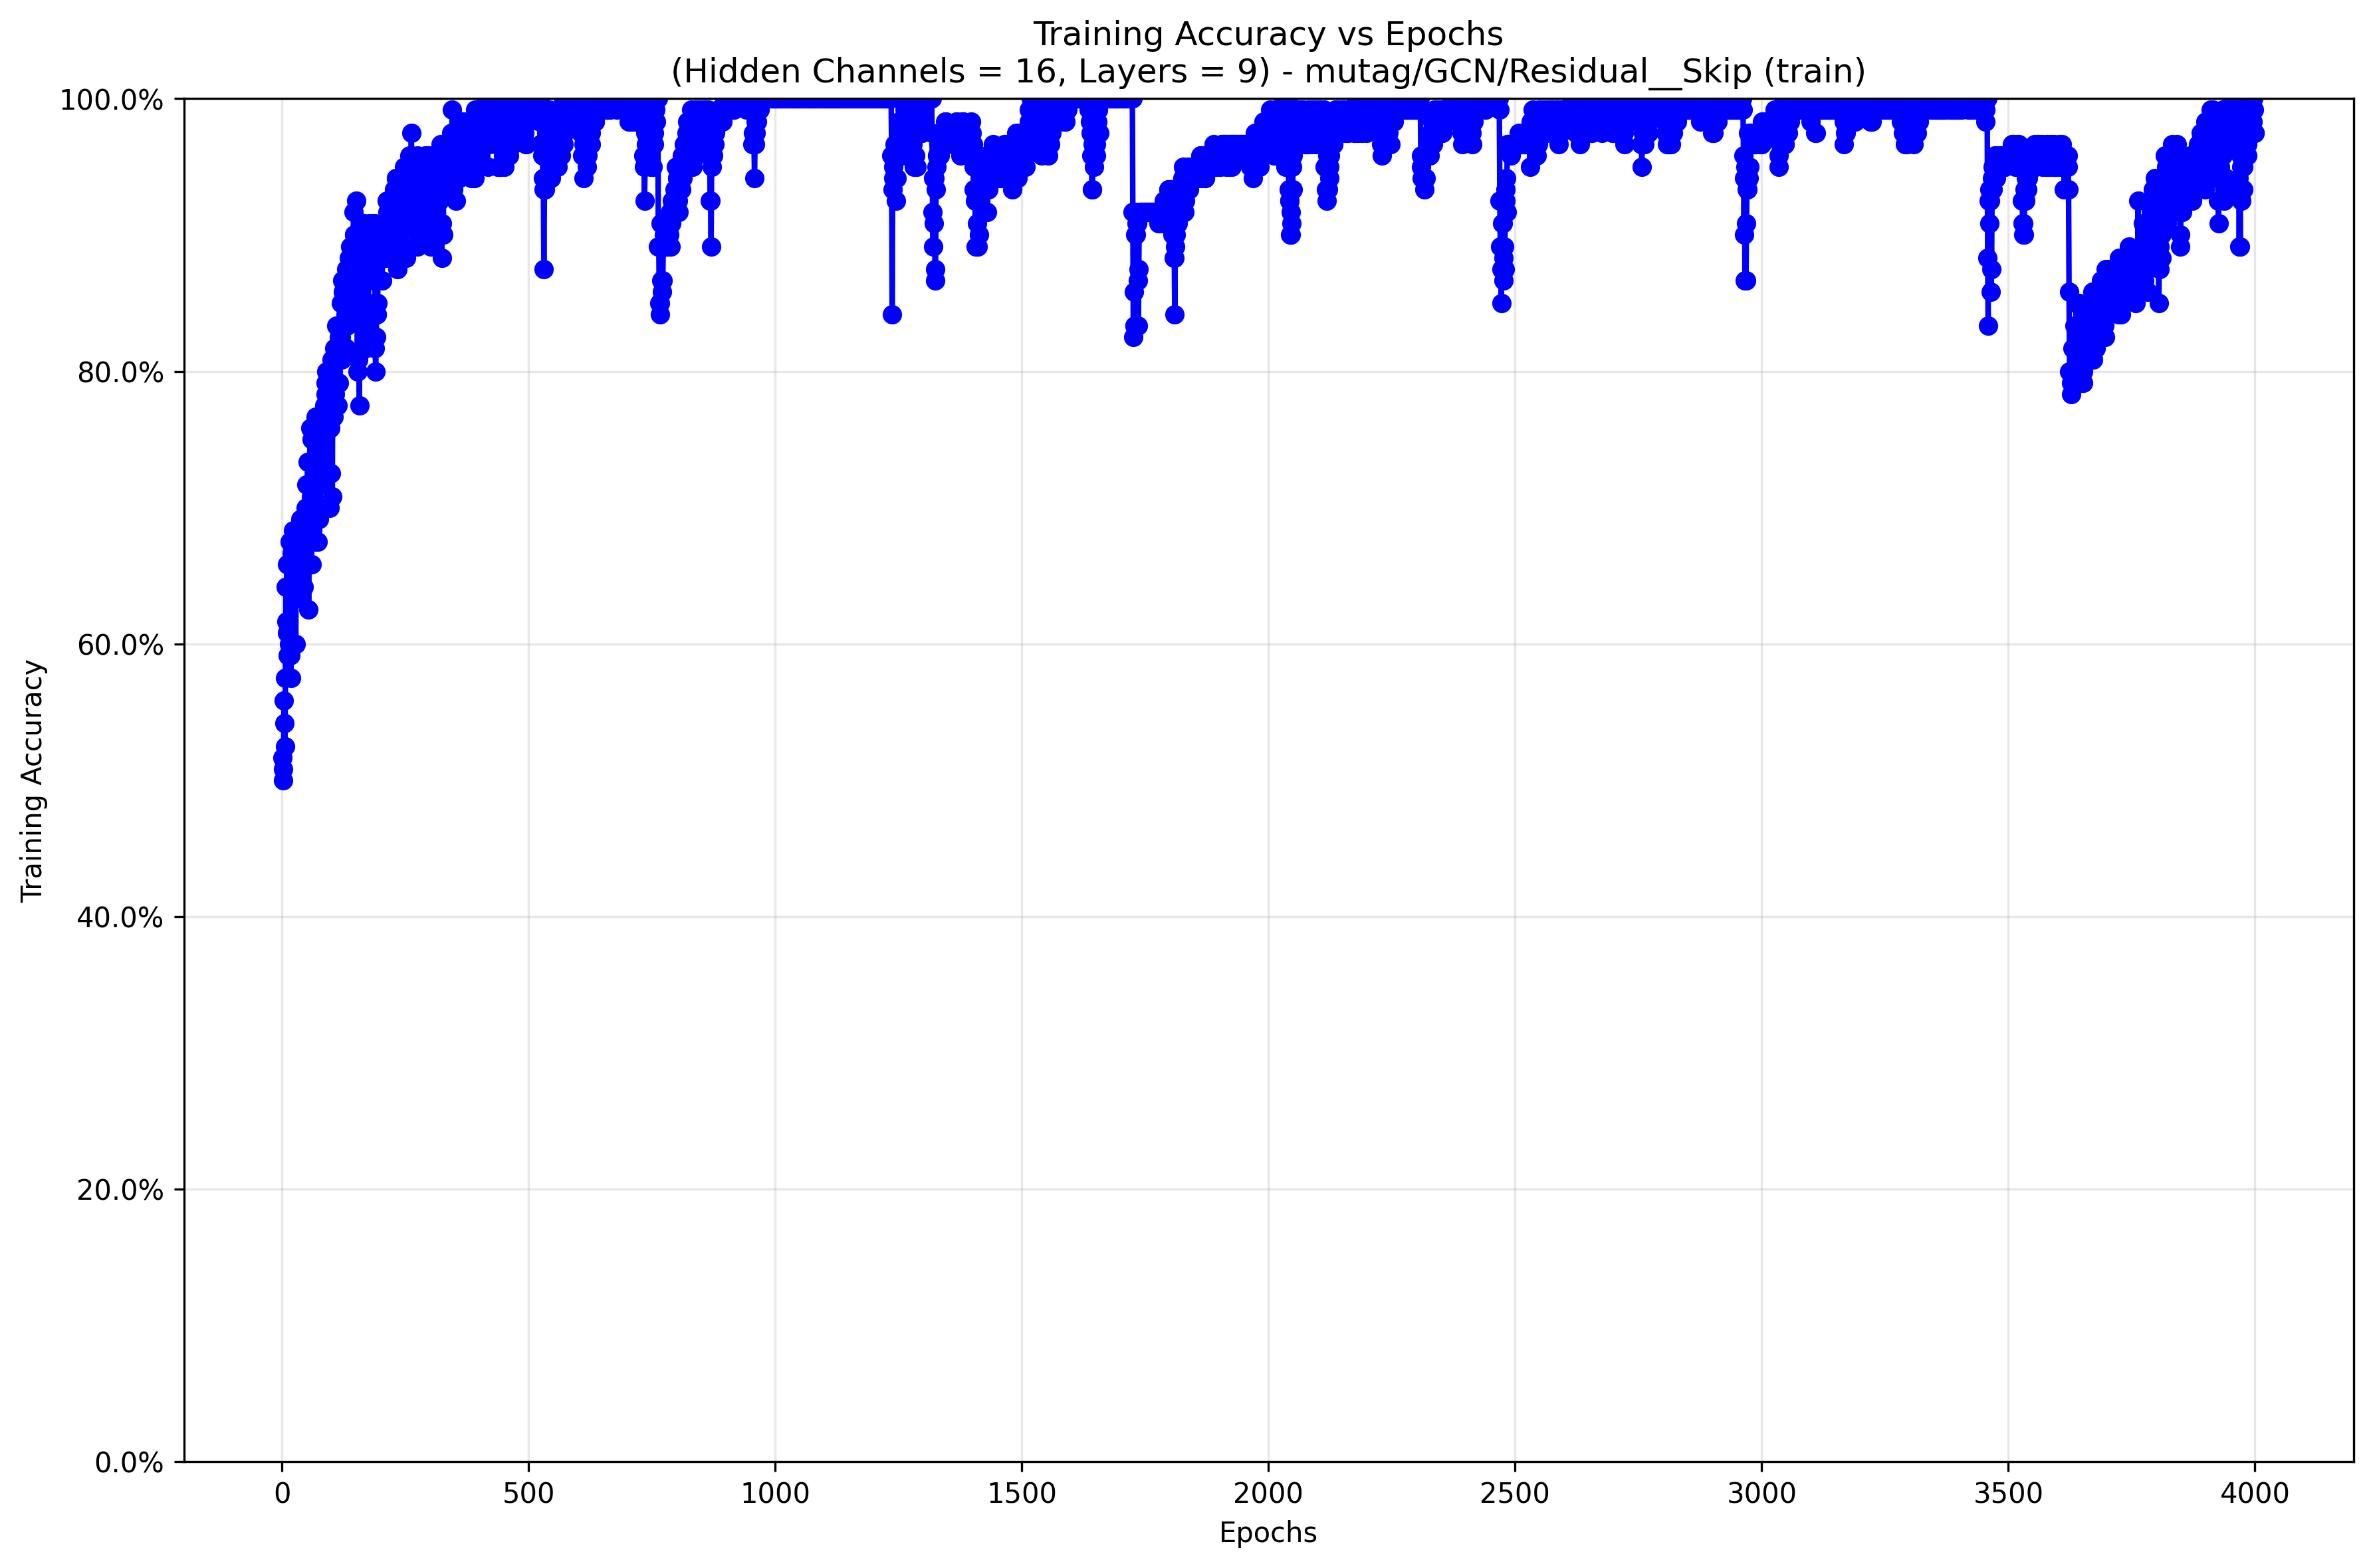 Training Accuracy vs Epochs
(Hidden Channels = 16, Layers = 9) - mutag/GCN/Residual__Skip (train)
100.0%
80.0%
60.0%
40.0%
20.0%
0.0%
Training Accuracy
0 500 1000 1500 2000 2500 3000 3500 4000
Epochs